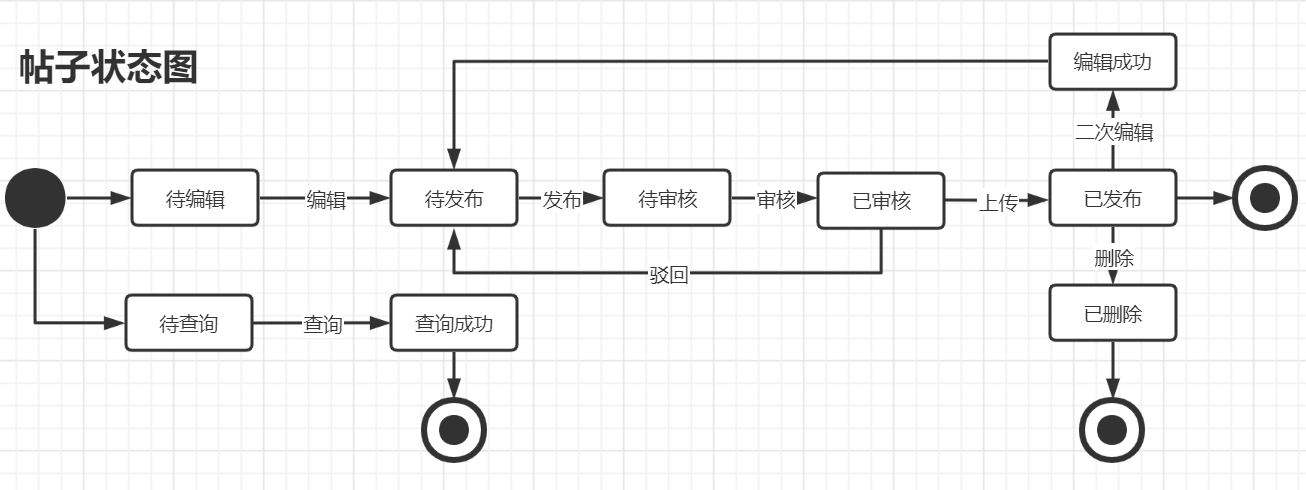 帖子状态图
编辑成功
二次编辑
待编辑
编辑
待发布
发布
待审核
审核
已审核
上传
已发布
驳回
删除
待查询
查询
查询成功
已删除